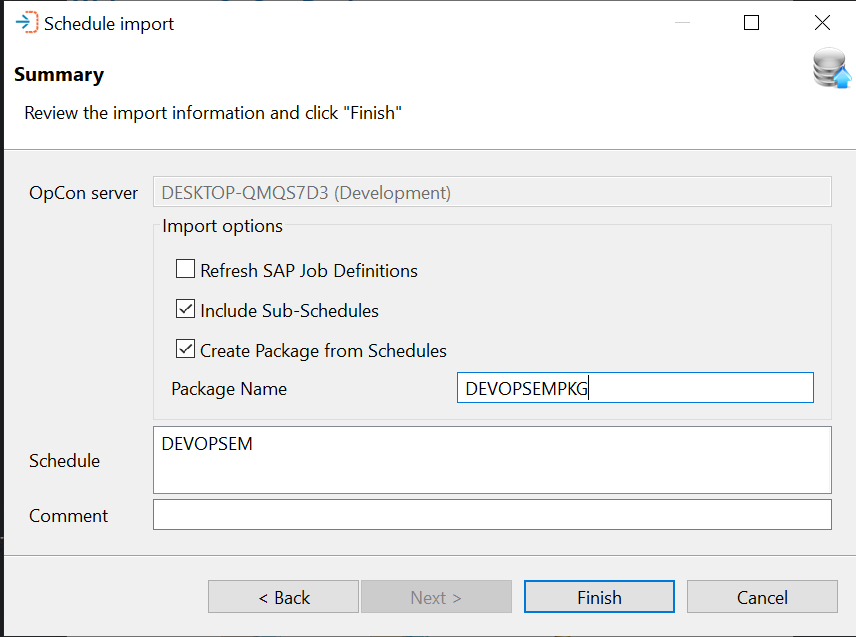 Schedule import
Summary
Review the import information and click "Finish"
OpCon server DESKTOP-QMQS7D3 (Development)
Import options
Refresh SAP Job Definitions
Include Sub-Schedules
Create Package from Schedules
Package Name DEVOPSEMPKG
Schedule DEVOPSEM
Comment
< Back Next > Finish Cancel